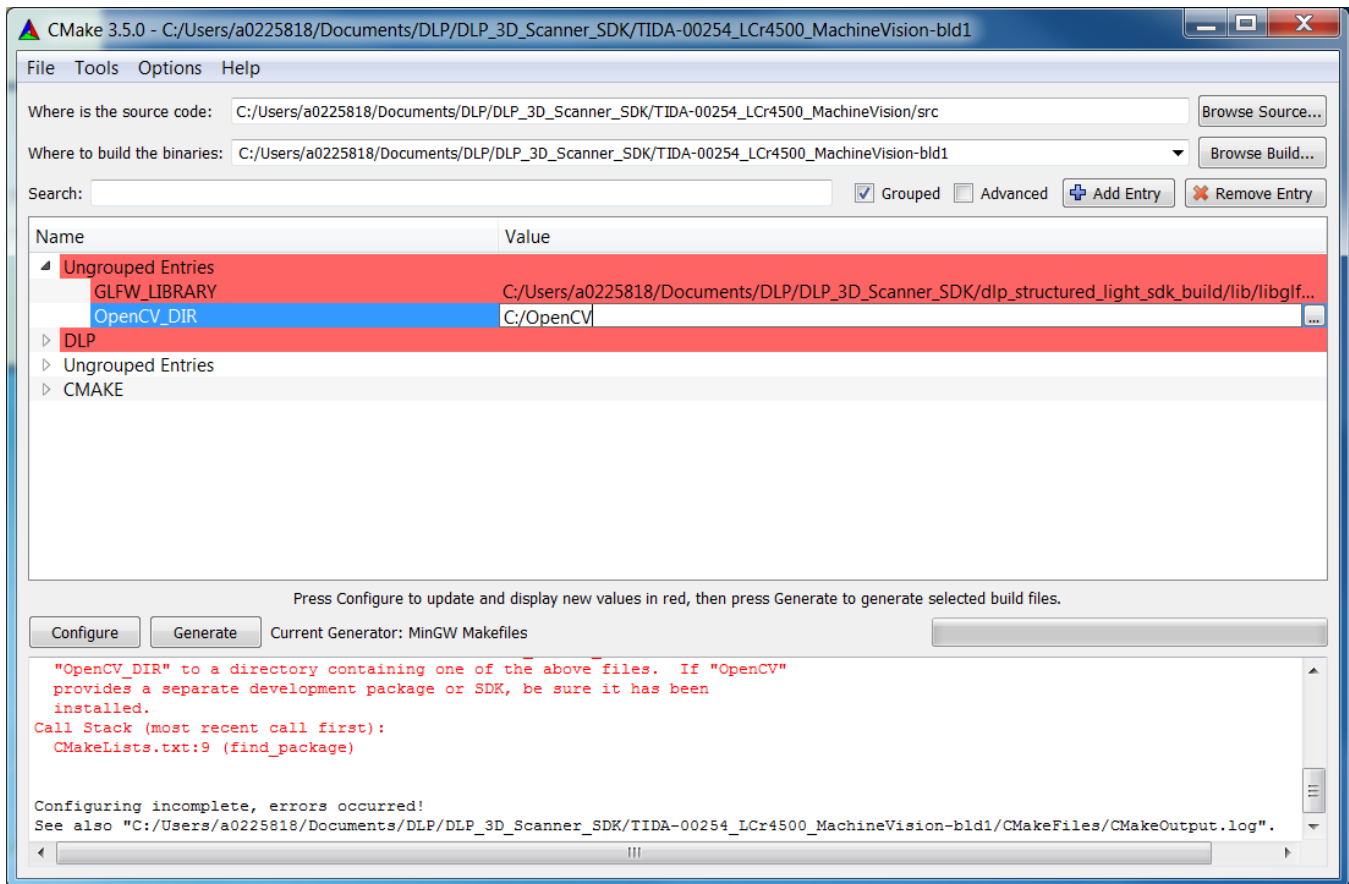 CMake 3.5.0 - C:/Users/a0225818/Documents/DLP/DLP_3D_Scanner_SDK/TIDA-00254_LCr4500_MachineVision-bld1
File Tools Options Help
Where is the source code: C:/Users/a0225818/Documents/DLP/DLP_3D_Scanner_SDK/TIDA-00254_LCr4500_MachineVision/src Browse Source...
Where to build the binaries: C:/Users/a0225818/Documents/DLP/DLP_3D_Scanner_SDK/TIDA-00254_LCr4500_MachineVision-bld1 Browse Build...
Search: Grouped Advanced Add Entry Remove Entry
Name Value
Ungrouped Entries
GLFW_LIBRARY C:/Users/a0225818/Documents/DLP/DLP_3D_Scanner_SDK/dlp_structured_light_sdk_build/lib/libglf...
OpenCV_DIR C:/OpenCV ...
DLP
Ungrouped Entries
CMAKE
Press Configure to update and display new values in red, then press Generate to generate selected build files.
Configure Generate Current Generator: MinGW Makefiles
"OpenCV_DIR" to a directory containing one of the above files. If "OpenCV"
provides a separate development package or SDK, be sure it has been
installed.
Call Stack (most recent call first):
CMakeLists.txt:9 (find_package)
Configuring incomplete, errors occurred!
See also "C:/Users/a0225818/Documents/DLP/DLP_3D_Scanner_SDK/TIDA-00254_LCr4500_MachineVision-bld1/CMakeFiles/CMakeOutput.log".